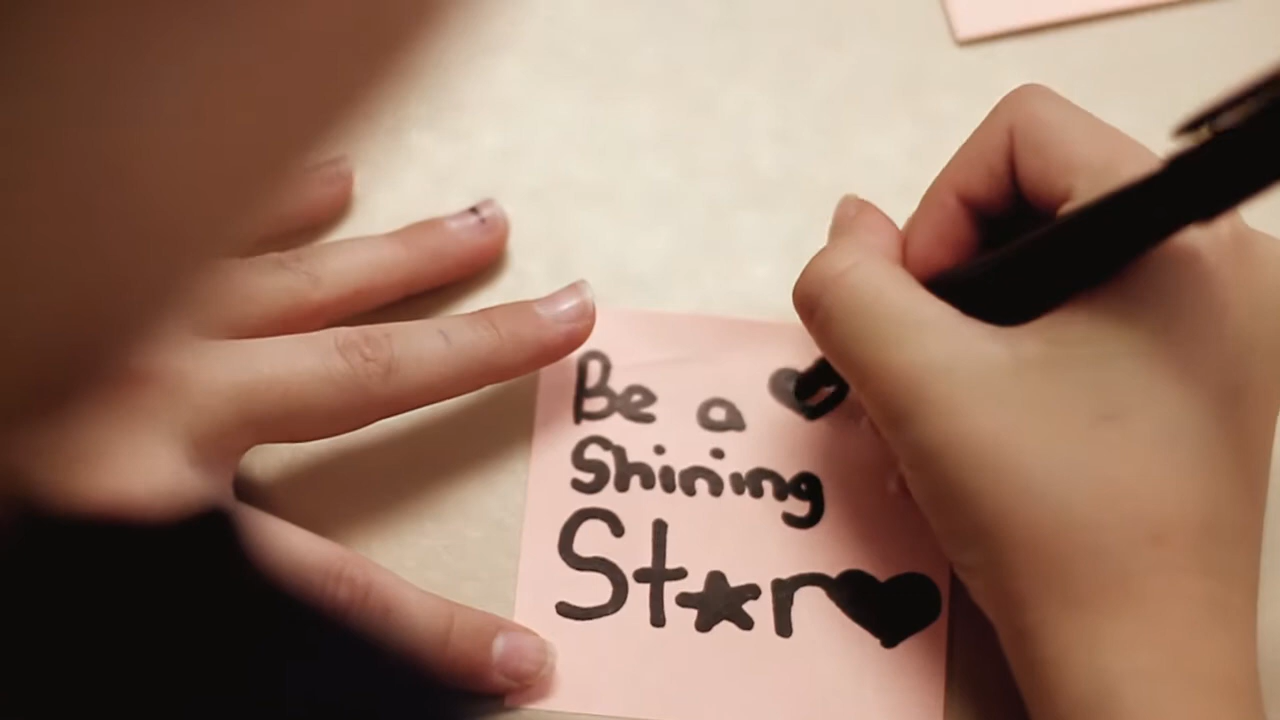 Be a 🖤
Shining
St★r🖤